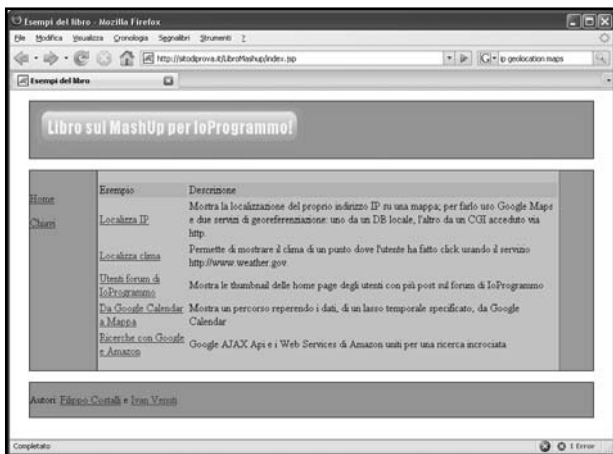 Esempi del libro - Mozilla Firefox
File Modifica Visualizza Cronologia Segnalibri Strumenti ?
http://sitodiprova.it/LibroMashup/index.jsp
G ip geolocation maps
Esempi del libro
Libro sui MashUp per IoProgrammo!
Home
Chiavi
Esempio Descrizione
Localizza IP
Mostra la localizzazione del proprio indirizzo IP su una mappa; per farlo uso Google Maps
e due servizi di georeferenziazione: uno da un DB locale, l'altro da un CGI acceduto via
http.
Localizza clima
Permette di mostrare il clima di un punto dove l'utente ha fatto click usando il servizio
http://www.weather.gov
Utenti forum di
IoProgrammo
Mostra le thumbnail delle home page degli utenti con più post sul forum di IoProgrammo
Da Google Calendar
a Mappa
Mostra un percorso reperendo i dati, di un lasso temporale specificato, da Google
Calendar
Ricerche con Google
e Amazon
Google AJAX Api e i Web Services di Amazon uniti per una ricerca incrociata
Autori: Filippo Costalli e Ivan Venuti
Completato
1 Error